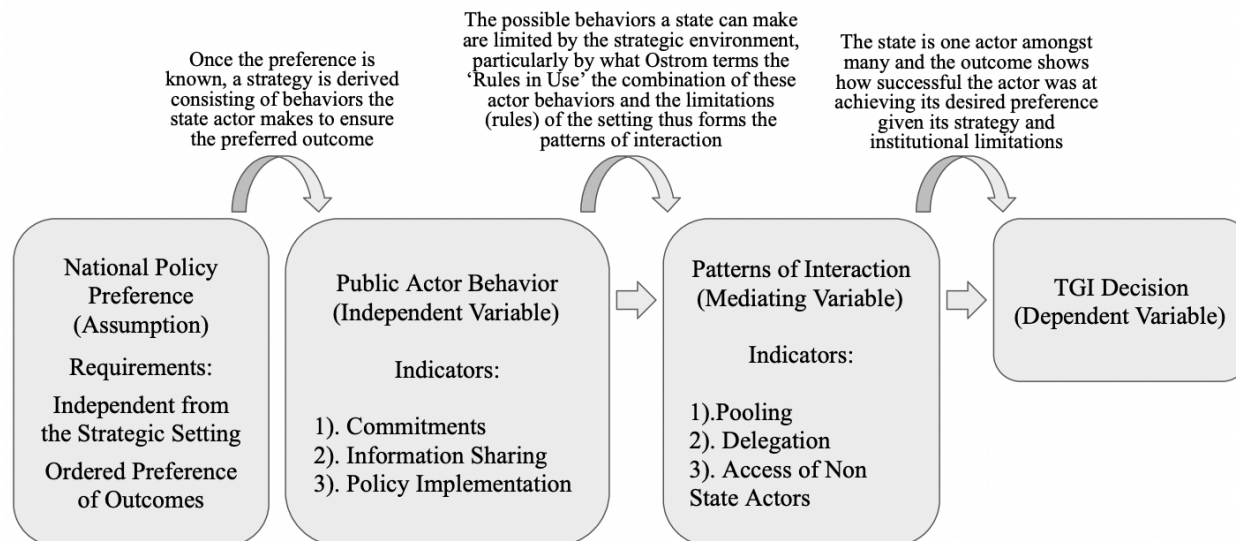 Once the preference is
known, a strategy is derived
consisting of behaviors the
state actor makes to ensure
the preferred outcome
The possible behaviors a state can make
are limited by the strategic environment,
particularly by what Ostrom terms the
‘Rules in Use’ the combination of these
actor behaviors and the limitations
(rules) of the setting thus forms the
patterns of interaction
The state is one actor amongst
many and the outcome shows
how successful the actor was at
achieving its desired preference
given its strategy and
institutional limitations
National Policy
Preference
(Assumption)
Requirements:
Independent from
the Strategic Setting
Ordered Preference
of Outcomes
Public Actor Behavior
(Independent Variable)
Indicators:
1). Commitments
2). Information Sharing
3). Policy Implementation
Patterns of Interaction
(Mediating Variable)
Indicators:
1).Pooling
2). Delegation
3). Access of Non
State Actors
TGI Decision
(Dependent Variable)